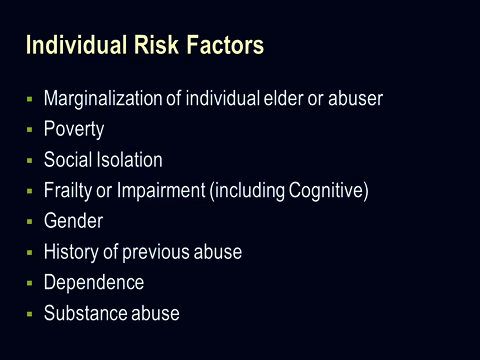 Individual Risk Factors
▪ Marginalization of individual elder or abuser
▪ Poverty
▪ Social Isolation
▪ Frailty or Impairment (including Cognitive)
▪ Gender
▪ History of previous abuse
▪ Dependence
▪ Substance abuse